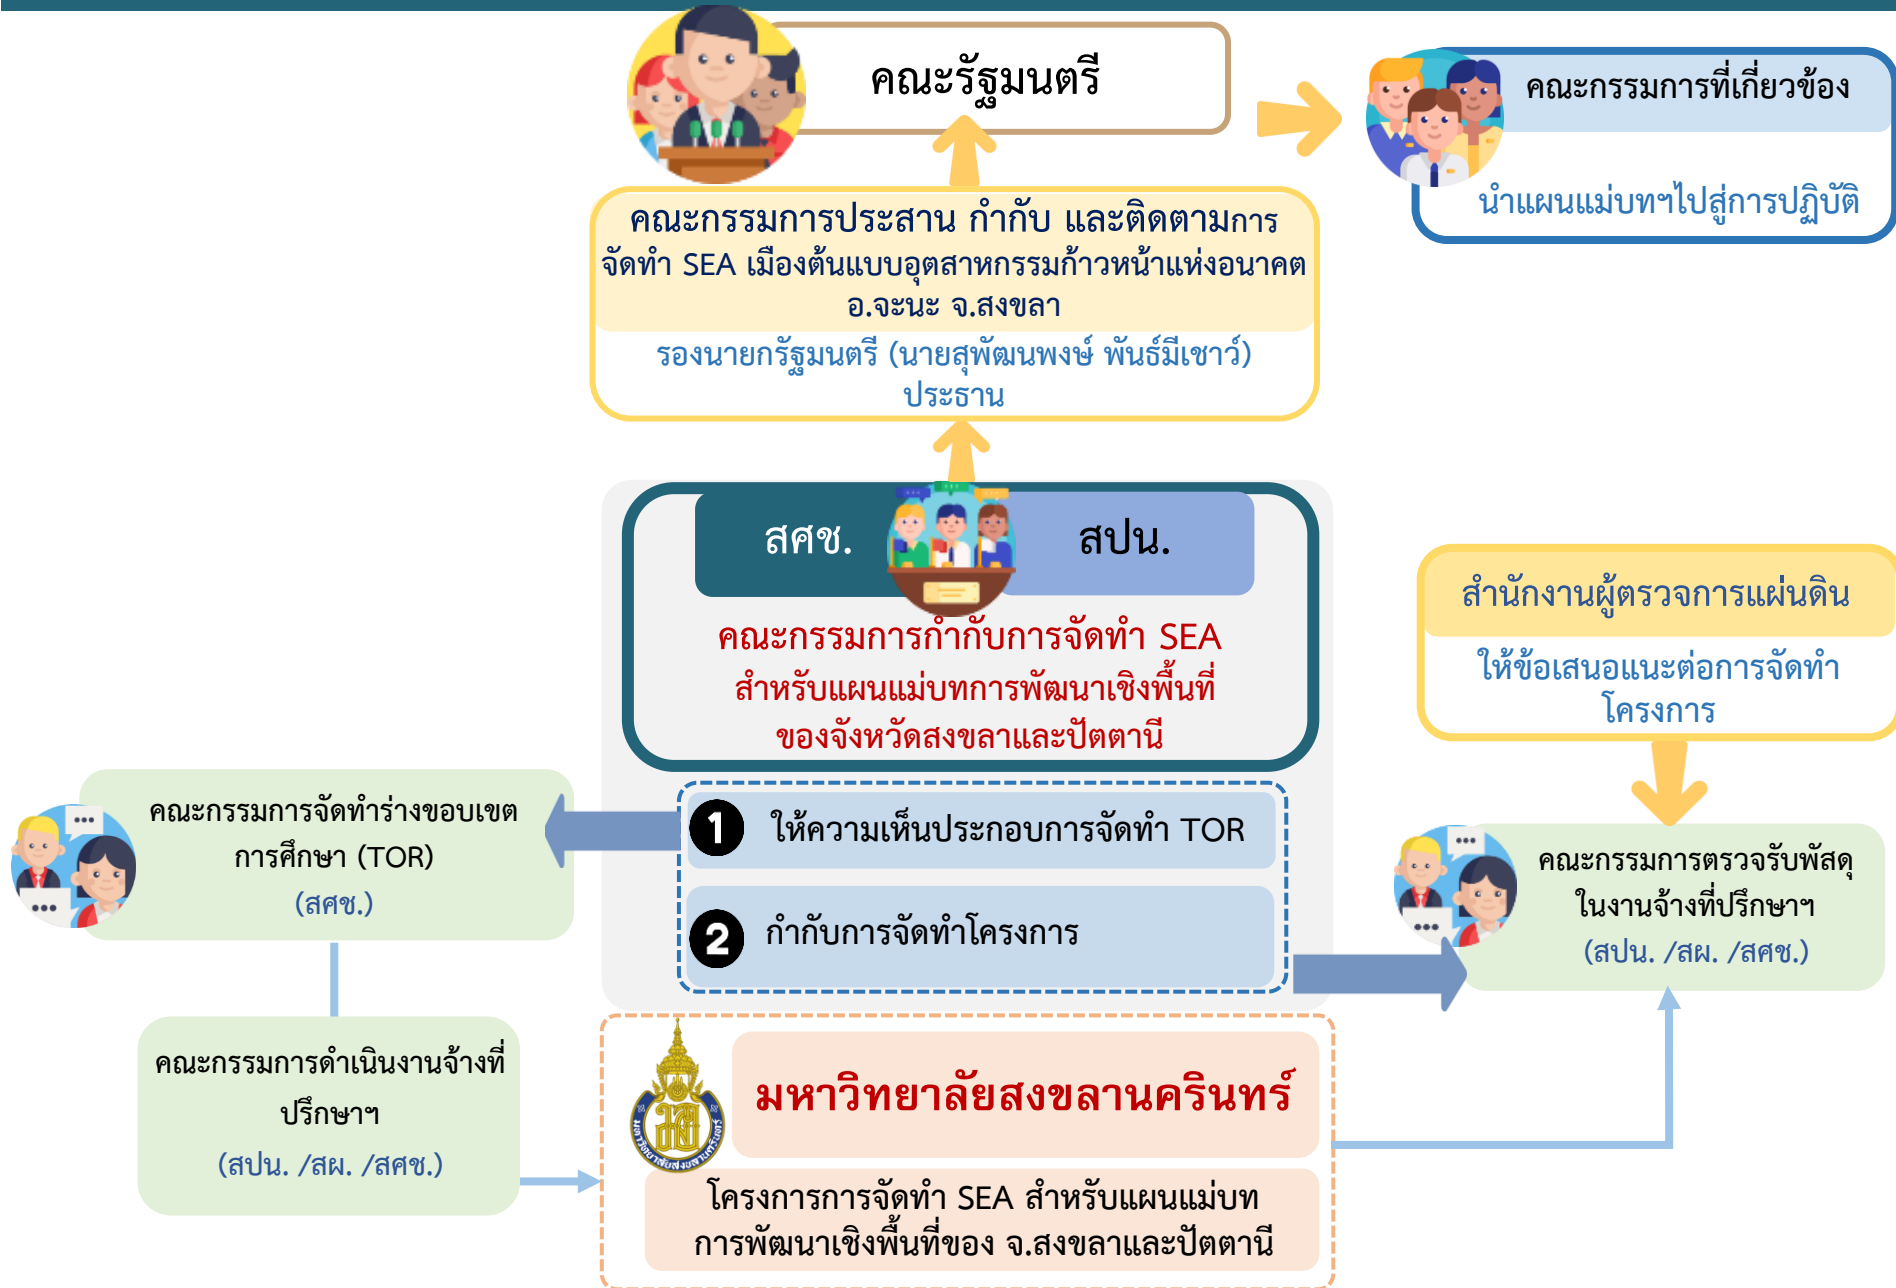 คณะรัฐมนตรี
คณะกรรมการที่เกี่ยวข้อง
นำแผนแม่บทฯไปสู่การปฏิบัติ
คณะกรรมการประสาน กำกับ และติดตามการ
จัดทำ SEA เมืองต้นแบบอุตสาหกรรมก้าวหน้าแห่งอนาคต
อ.จะนะ จ.สงขลา
รองนายกรัฐมนตรี (นายสุพัฒนพงษ์ พันธ์มีเชาว์)
ประธาน
สศช.
สปน.
คณะกรรมการกำกับการจัดทำ SEA
สำหรับแผนแม่บทการพัฒนาเชิงพื้นที่
ของจังหวัดสงขลาและปัตตานี
สำนักงานผู้ตรวจการแผ่นดิน
ให้ข้อเสนอแนะต่อการจัดทำ
โครงการ
คณะกรรมการจัดทำร่างขอบเขต
การศึกษา (TOR)
(สศช.)
1 ให้ความเห็นประกอบการจัดทำ TOR
2 กำกับการจัดทำโครงการ
คณะกรรมการตรวจรับพัสดุ
ในงานจ้างที่ปรึกษาฯ
(สปน. /สผ. /สศช.)
คณะกรรมการดำเนินงานจ้างที่
ปรึกษาฯ
(สปน. /สผ. /สศช.)
มหาวิทยาลัยสงขลานครินทร์
มหาวิทยาลัยสงขลานครินทร์
โครงการการจัดทำ SEA สำหรับแผนแม่บท
การพัฒนาเชิงพื้นที่ของ จ.สงขลาและปัตตานี